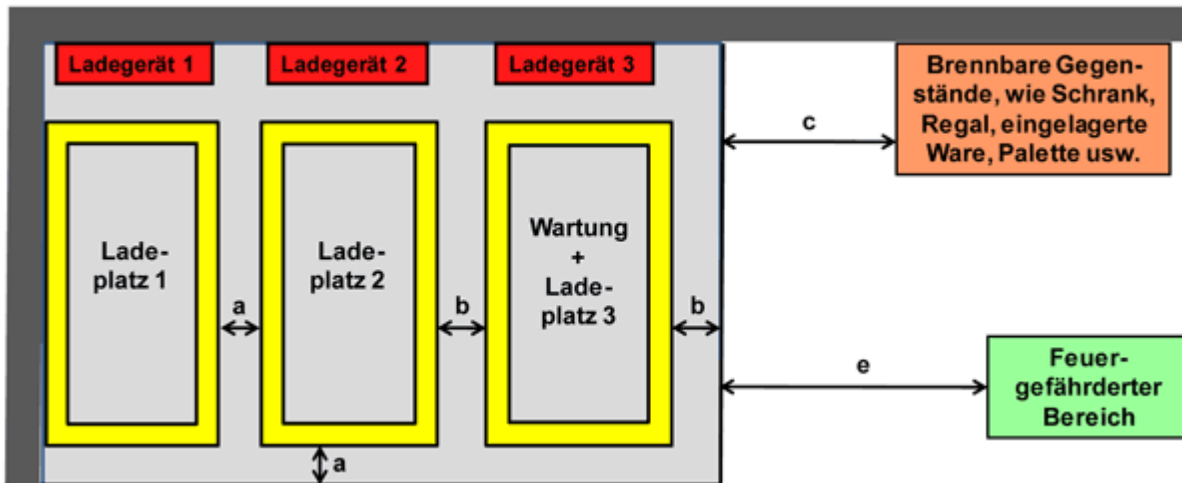 Ladegerät 1
Ladegerät 2
Ladegerät 3
Brennbare Gegen-
stände, wie Schrank,
Regal, eingelagerte
Ware, Palette usw.
c
Lade-
platz 1
Lade-
platz 2
Wartung
+
Lade-
platz 3
a
b
b
e
Feuer-
gefährderter
Bereich
a